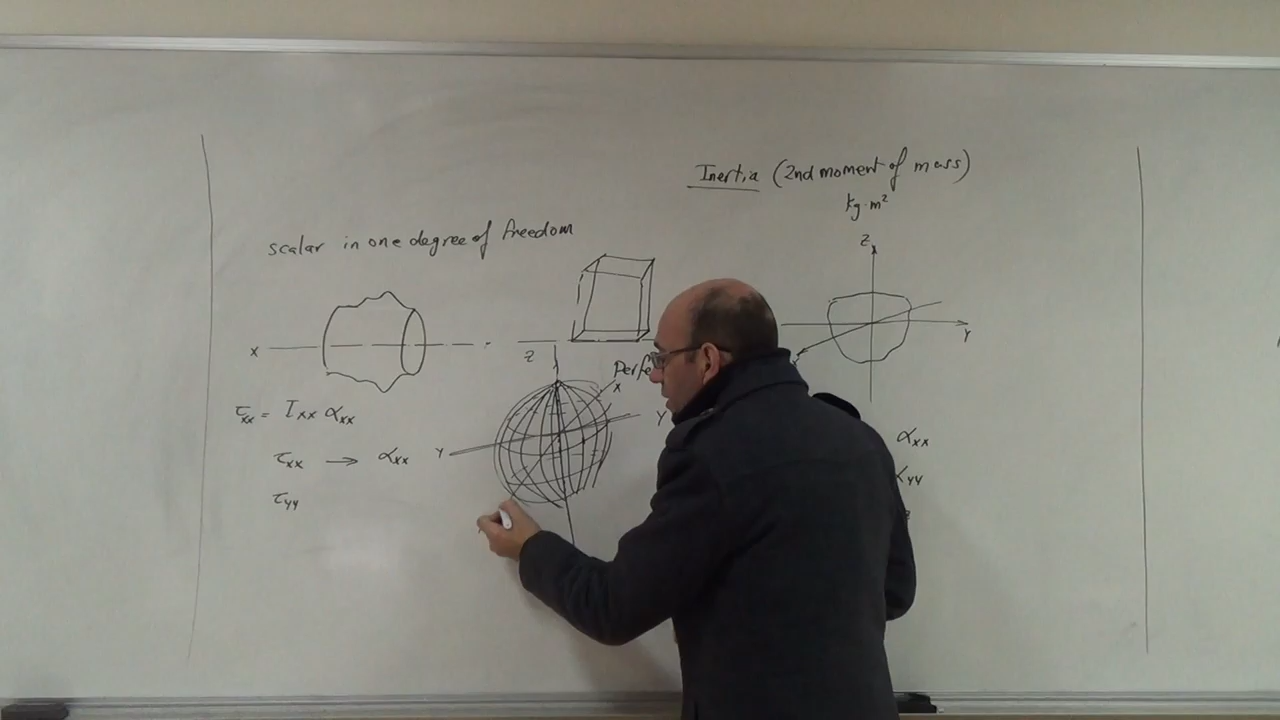 Inertia (2nd moment of mass)
kg·m²
scalar in one degree of freedom
Z
Y
X
Z
x
Y
Y
τxx = Ixx αxx
τxx → αxx
τyy
αxx
αyy